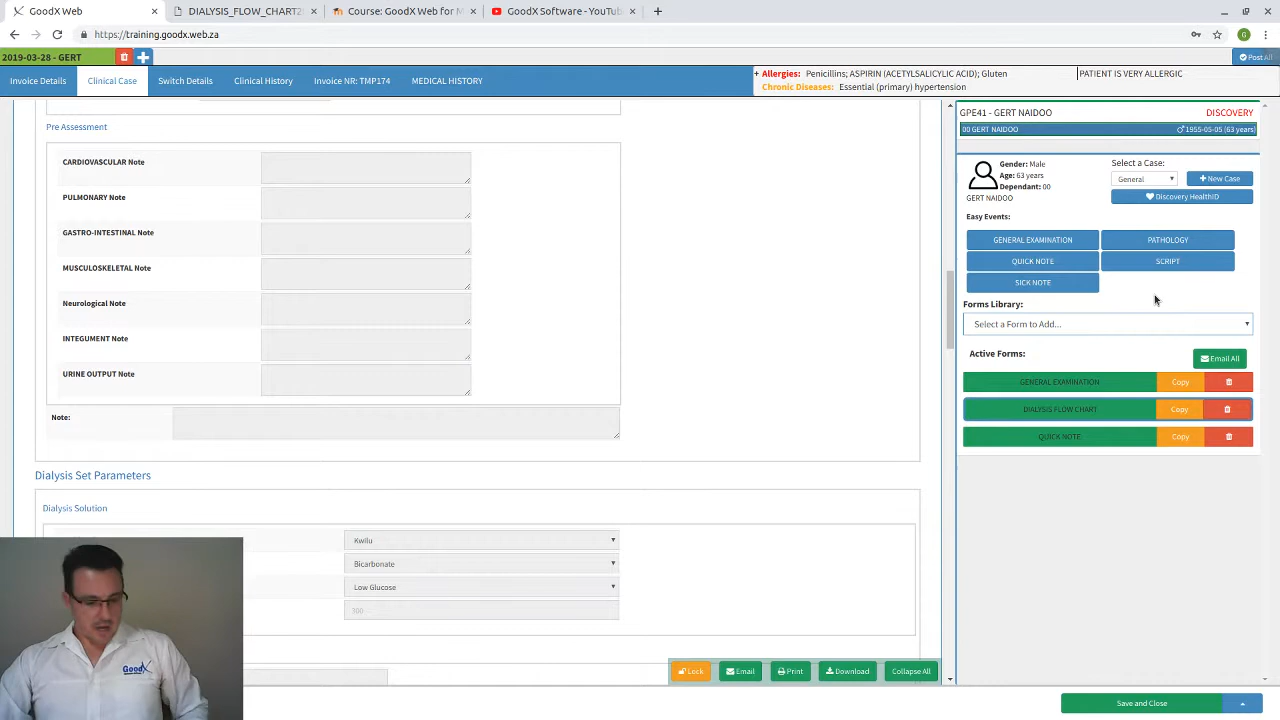 GoodX Web
DIALYSIS_FLOW_CHART2
Course: GoodX Web for M
GoodX Software - YouTub
https://training.goodx.web.za
G
2019-03-28 - GERT
Post All
Invoice Details
Clinical Case
Switch Details
Clinical History
Invoice NR: TMP174
MEDICAL HISTORY
+ Allergies: Penicillins; ASPIRIN (ACETYLSALICYLIC ACID); Gluten
PATIENT IS VERY ALLERGIC
Chronic Diseases: Essential (primary) hypertension
Pre Assessment
CARDIOVASCULAR Note
PULMONARY Note
GASTRO-INTESTINAL Note
MUSCULOSKELETAL Note
Neurological Note
INTEGUMENT Note
URINE OUTPUT Note
Note:
Dialysis Set Parameters
Dialysis Solution
Kwilu
Bicarbonate
Low Glucose
300
Lock
Email
Print
Download
Collapse All
GPE41 - GERT NAIDOO
DISCOVERY
00 GERT NAIDOO
1955-05-05 (63 years)
Gender: Male
Age: 63 years
Dependant: 00
GERT NAIDOO
Select a Case:
General
+ New Case
Discovery HealthID
Easy Events:
GENERAL EXAMINATION
PATHOLOGY
QUICK NOTE
SCRIPT
SICK NOTE
Forms Library:
Select a Form to Add...
Active Forms:
Email All
GENERAL EXAMINATION
Copy
DIALYSIS FLOW CHART
Copy
QUICK NOTE
Copy
Save and Close
GoodX